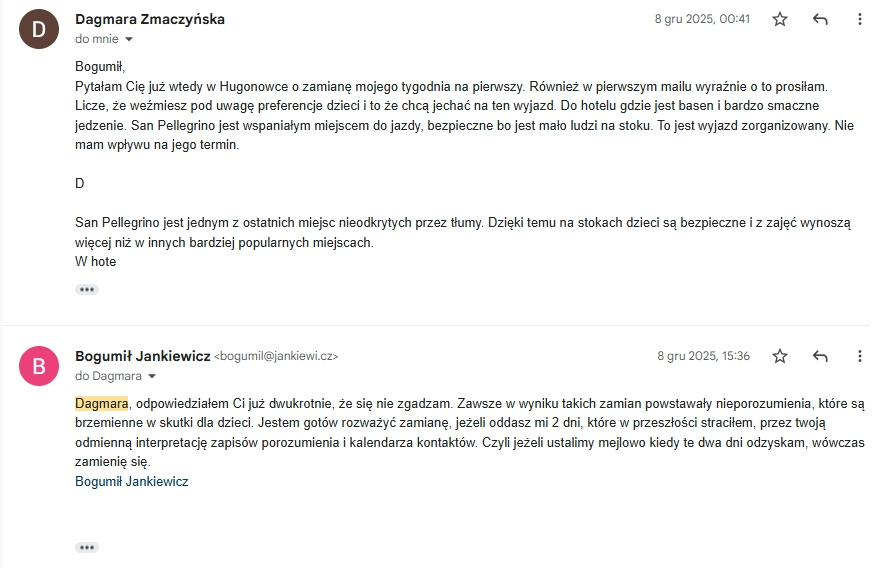 D
Dagmara Zmaczyńska
8 gru 2025, 00:41
do mnie
Bogumił,
Pytałam Cię już wtedy w Hugonowce o zamianę mojego tygodnia na pierwszy. Również w pierwszym mailu wyraźnie o to prosiłam.
Licze, że weźmiesz pod uwagę preferencje dzieci i to że chcą jechać na ten wyjazd. Do hotelu gdzie jest basen i bardzo smaczne
jedzenie. San Pellegrino jest wspaniałym miejscem do jazdy, bezpieczne bo jest mało ludzi na stoku. To jest wyjazd zorganizowany. Nie
mam wpływu na jego termin.
D
San Pellegrino jest jednym z ostatnich miejsc nieodkrytych przez tłumy. Dzięki temu na stokach dzieci są bezpieczne i z zajęć wynoszą
więcej niż w innych bardziej popularnych miejscach.
W hote
B
Bogumił Jankiewicz <bogumil@jankiewi.cz>
8 gru 2025, 15:36
do Dagmara
Dagmara, odpowiedziałem Ci już dwukrotnie, że się nie zgadzam. Zawsze w wyniku takich zamian powstawały nieporozumienia, które są
brzemienne w skutki dla dzieci. Jestem gotów rozważyć zamianę, jeżeli oddasz mi 2 dni, które w przeszłości straciłem, przez twoją
odmienną interpretację zapisów porozumienia i kalendarza kontaktów. Czyli jeżeli ustalimy mejlowo kiedy te dwa dni odzyskam, wówczas
zamienię się.
Bogumił Jankiewicz